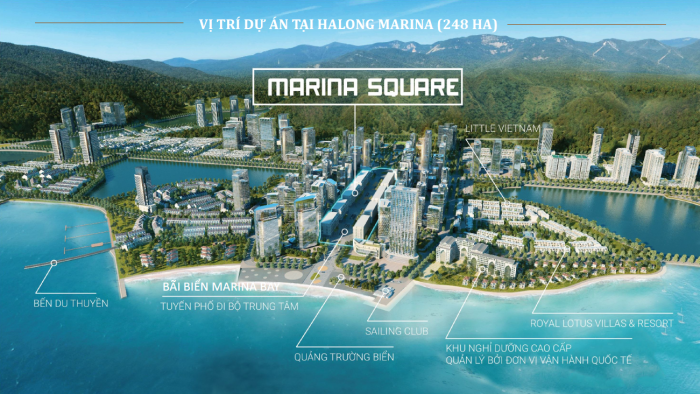 VỊ TRÍ DỰ ÁN TẠI HALONG MARINA (248 HA)
MARINA SQUARE
LITTLE VIETNAM
BÃI BIỂN MARINA BAY
BẾN DU THUYỀN
TUYẾN PHỐ ĐI BỘ TRUNG TÂM
SAILING CLUB
ROYAL LOTUS VILLAS & RESORT
QUẢNG TRƯỜNG BIỂN
KHU NGHỈ DƯỠNG CAO CẤP
QUẢN LÝ BỞI ĐƠN VỊ VẬN HÀNH QUỐC TẾ